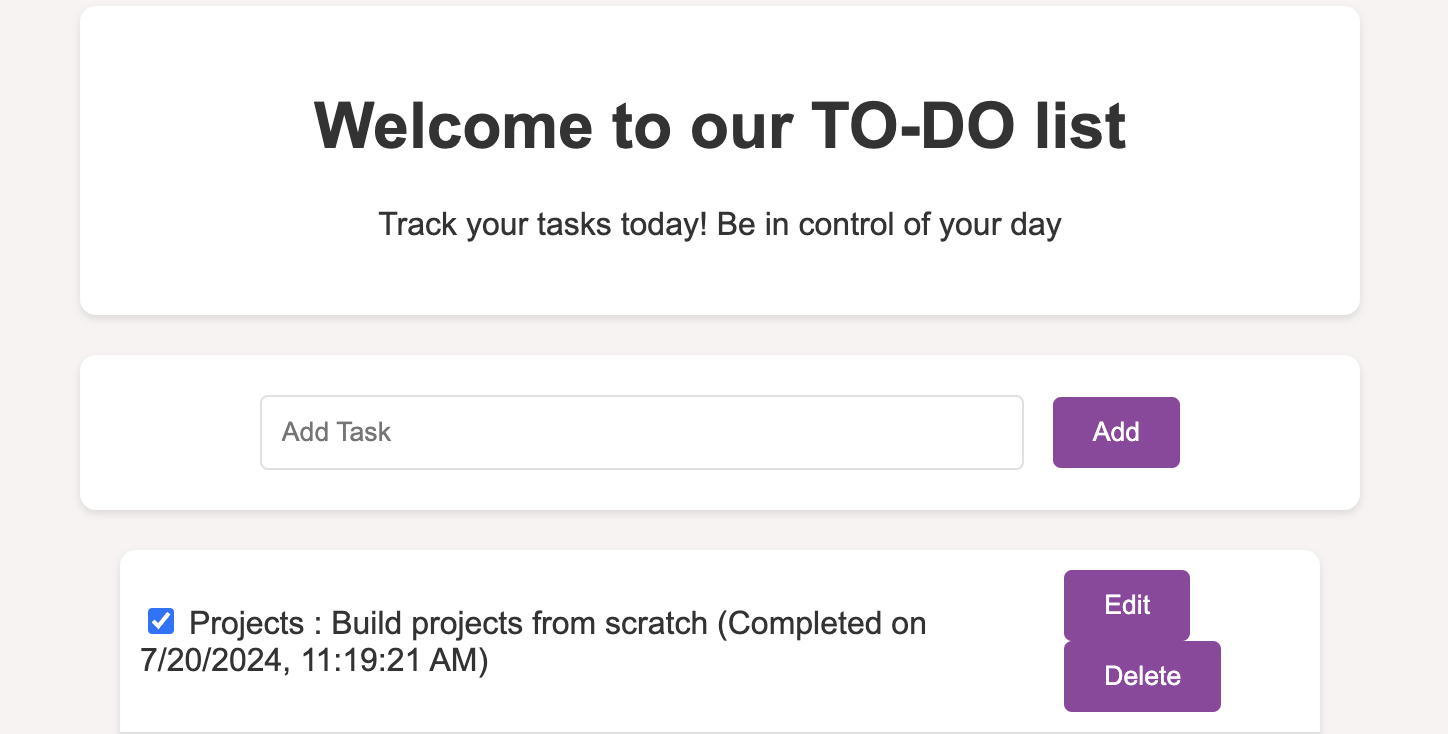 Welcome to our TO-DO list
Track your tasks today! Be in control of your day
Add Task
Add
Projects : Build projects from scratch (Completed on
7/20/2024, 11:19:21 AM)
Edit
Delete